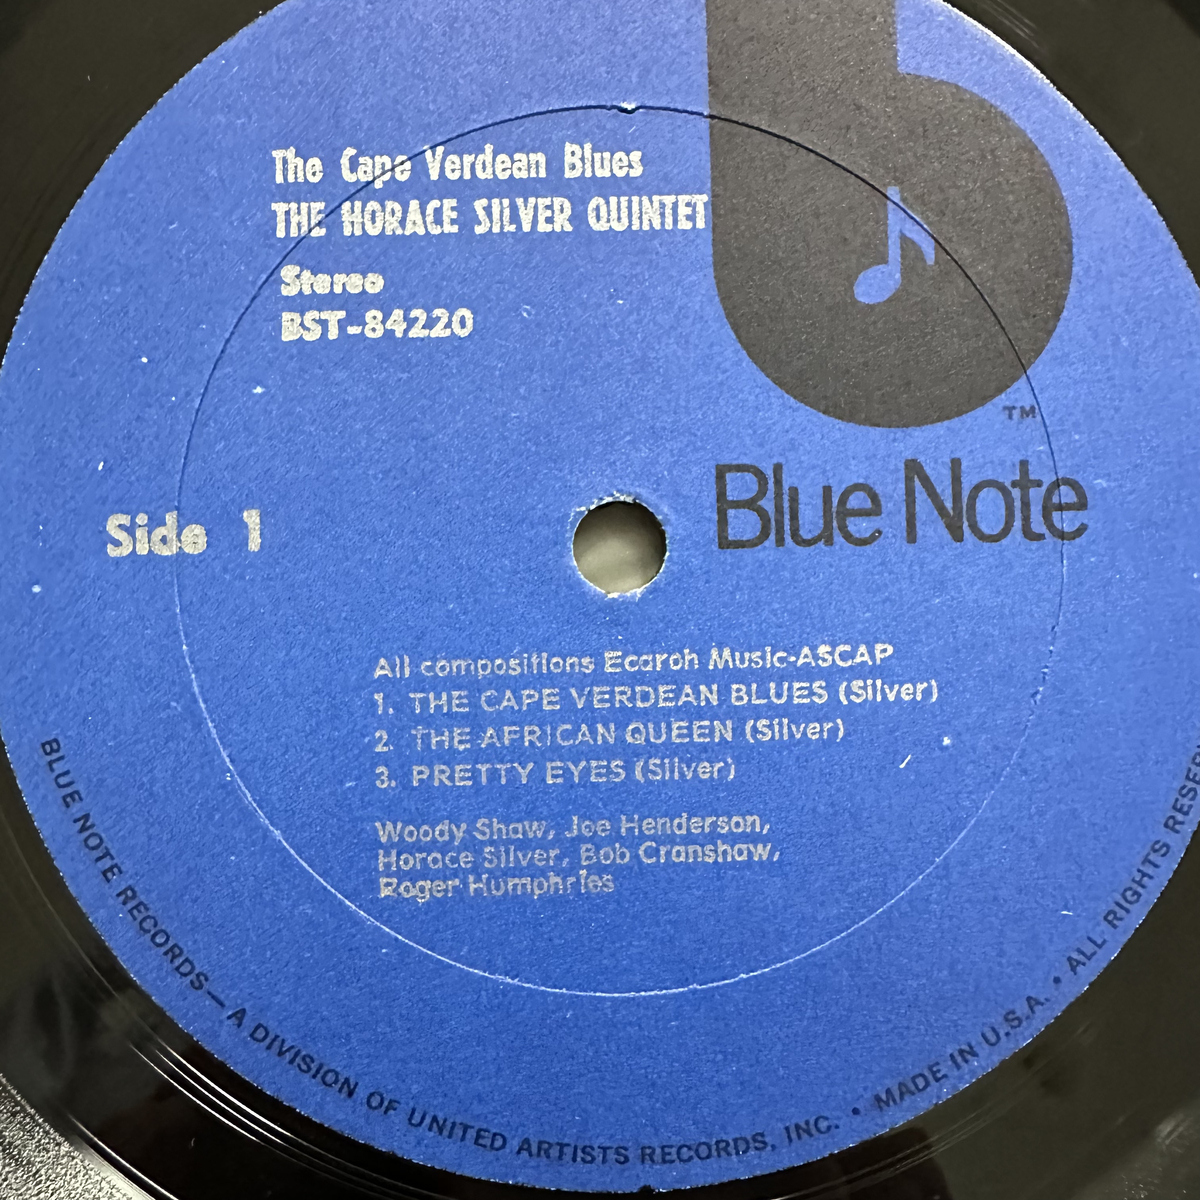 The Cape Verdean Blues
THE HORACE SILVER QUINTET
Stereo
BST-84220
TM
Blue Note
Side 1
All compositions Ecaroh Music-ASCAP
1. THE CAPE VERDEAN BLUES (Silver)
2. THE AFRICAN QUEEN (Silver)
3. PRETTY EYES (Silver)
Woody Shaw, Joe Henderson,
Horace Silver, Bob Cranshaw,
Roger Humphries
BLUE NOTE RECORDS—A DIVISION OF UNITED ARTISTS RECORDS, INC. • MADE IN U.S.A. • ALL RIGHTS RESER